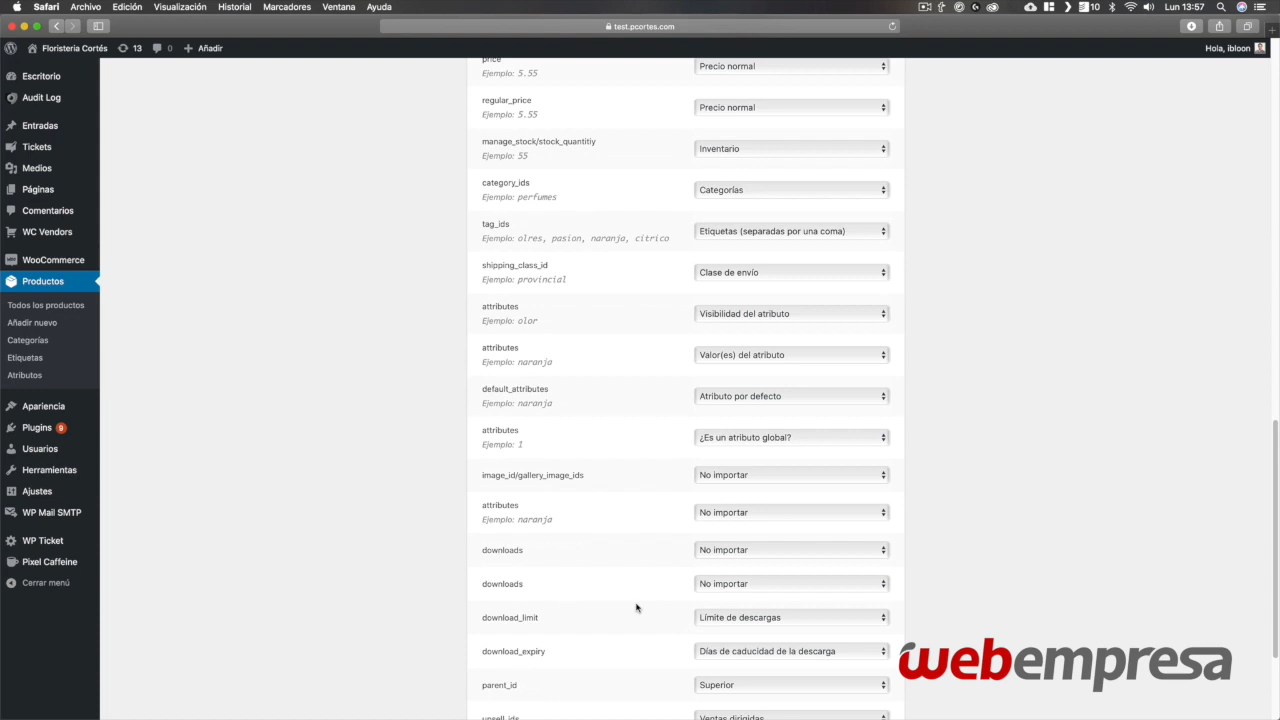 Safari Archivo Edición Visualización Historial Marcadores Ventana Ayuda
10
Lun 13:57
test.pcortes.com
Floristería Cortés 13 0 Añadir
Hola, ibloon
Escritorio
Audit Log
Entradas
Tickets
Medios
Páginas
Comentarios
WC Vendors
WooCommerce
Productos
Todos los productos
Añadir nuevo
Categorías
Etiquetas
Atributos
Apariencia
Plugins 9
Usuarios
Herramientas
Ajustes
WP Mail SMTP
WP Ticket
Pixel Caffeine
Cerrar menú
price
Ejemplo: 5.55
Precio normal
regular_price
Ejemplo: 5.55
Precio normal
manage_stock/stock_quantitiy
Ejemplo: 55
Inventario
category_ids
Ejemplo: perfumes
Categorías
tag_ids
Ejemplo: olres, pasion, naranja, citrico
Etiquetas (separadas por una coma)
shipping_class_id
Ejemplo: provincial
Clase de envío
attributes
Ejemplo: olor
Visibilidad del atributo
attributes
Ejemplo: naranja
Valor(es) del atributo
default_attributes
Ejemplo: naranja
Atributo por defecto
attributes
Ejemplo: 1
¿Es un atributo global?
image_id/gallery_image_ids
No importar
attributes
Ejemplo: naranja
No importar
downloads
No importar
downloads
No importar
download_limit
Límite de descargas
download_expiry
Días de caducidad de la descarga
parent_id
Superior
upsell_ids
Ventas dirigidas
webempresa